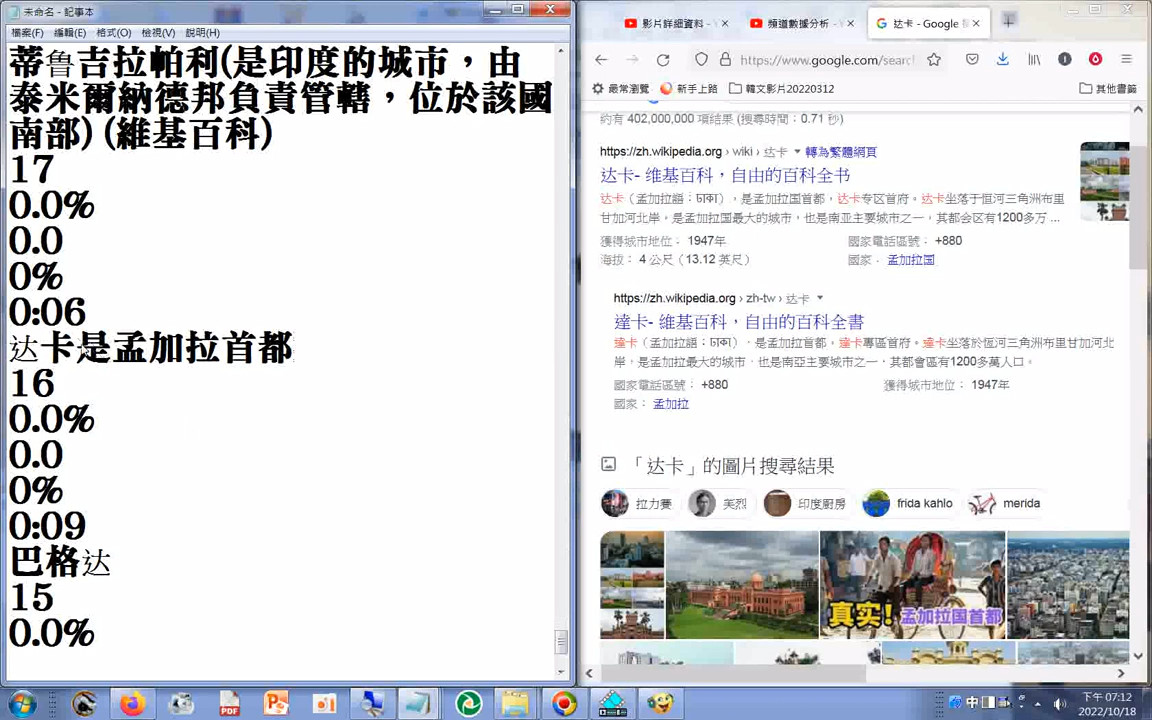 未命名 - 記事本
檔案(F) 編輯(E) 格式(O) 檢視(V) 說明(H)
蒂鲁吉拉帕利(是印度的城市，由
泰米爾納德邦負責管轄，位於該國
南部) (維基百科)
17
0.0%
0.0
0%
0:06
达卡是孟加拉首都
16
0.0%
0.0
0%
0:09
巴格达
15
0.0%
影片詳細資料 - Y
頻道數據分析 - Y
达卡 - Google
https://www.google.com/search
最常瀏覽 新手上路 韓文影片20220312 其他書籤
約有 402,000,000 項結果 (搜尋時間：0.71 秒)
https://zh.wikipedia.org › wiki › 达卡 轉為繁體網頁
达卡- 维基百科，自由的百科全书
达卡（孟加拉语：ঢাকা），是孟加拉国首都，达卡专区首府。达卡坐落于恒河三角洲布里
甘加河北岸。是孟加拉国最大的城市，也是南亚主要城市之一，其都会区有1200多万 ...
獲得城市地位： 1947年 國家電話區號： +880
海拔： 4 公尺（13.12 英尺） 國家： 孟加拉国
https://zh.wikipedia.org › zh-tw › 达卡
達卡- 維基百科，自由的百科全書
達卡（孟加拉語：ঢাকা），是孟加拉首都，達卡專區首府。達卡坐落於恆河三角洲布里甘加河北
岸，是孟加拉最大的城市，也是南亞主要城市之一，其都會區有1200多萬人口。
國家電話區號： +880 獲得城市地位： 1947年
國家： 孟加拉
「达卡」的圖片搜尋結果
拉力賽 芙烈 印度廚房 frida kahlo merida
真实！孟加拉国首都
PDF
中
下午 07:12
2022/10/18